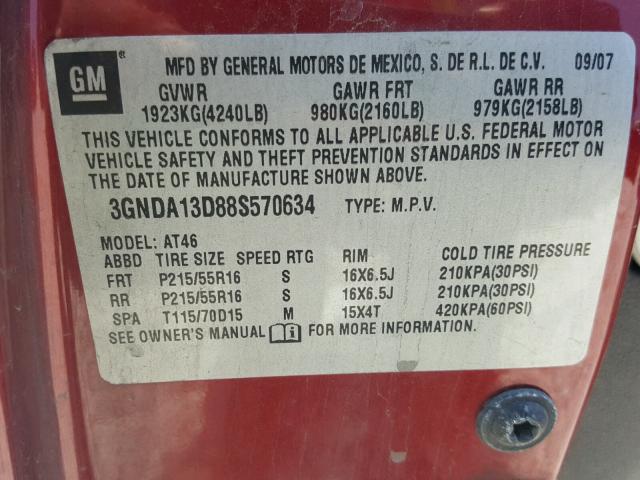 GM ® MFD BY GENERAL MOTORS DE MEXICO, S. DE R.L. DE C.V. 09/07
GVWR GAWR FRT GAWR RR
1923KG(4240LB) 980KG(2160LB) 979KG(2158LB)
THIS VEHICLE CONFORMS TO ALL APPLICABLE U.S. FEDERAL MOTOR
VEHICLE SAFETY AND THEFT PREVENTION STANDARDS IN EFFECT ON
THE DATE OF MANUFACTURE SHOWN ABOVE.
3GNDA13D88S570634 TYPE: M.P.V.
MODEL: AT46
ABBD TIRE SIZE SPEED RTG RIM COLD TIRE PRESSURE
FRT P215/55R16 S 16X6.5J 210KPA(30PSI)
RR P215/55R16 S 16X6.5J 210KPA(30PSI)
SPA T115/70D15 M 15X4T 420KPA(60PSI)
SEE OWNER'S MANUAL FOR MORE INFORMATION.